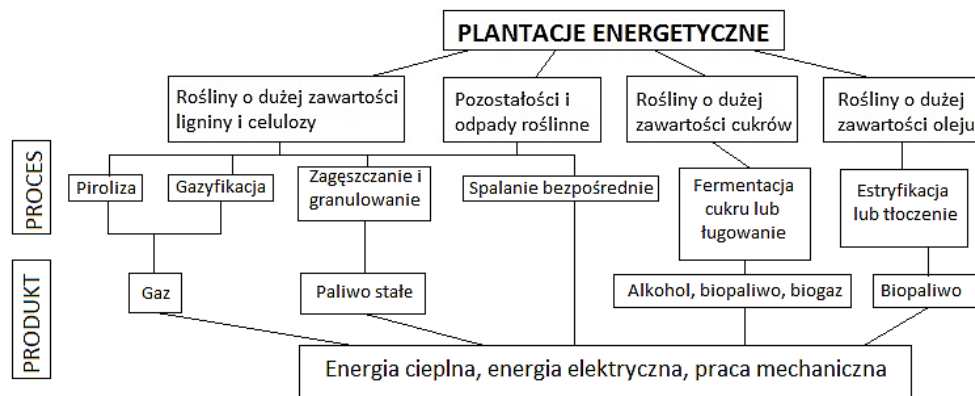 PLANTACJE ENERGETYCZNE
Rośliny o dużej zawartości
ligniny i celulozy
Pozostałości i
odpady roślinne
Rośliny o dużej
zawartości cukrów
Rośliny o dużej
zawartości oleju
PROCES
Piroliza
Gazyfikacja
Zagęszczanie i
granulowanie
Spalanie bezpośrednie
Fermentacja
cukru lub
ługowanie
Estryfikacja
lub tłoczenie
PRODUKT
Gaz
Paliwo stałe
Alkohol, biopaliwo, biogaz
Biopaliwo
Energia cieplna, energia elektryczna, praca mechaniczna